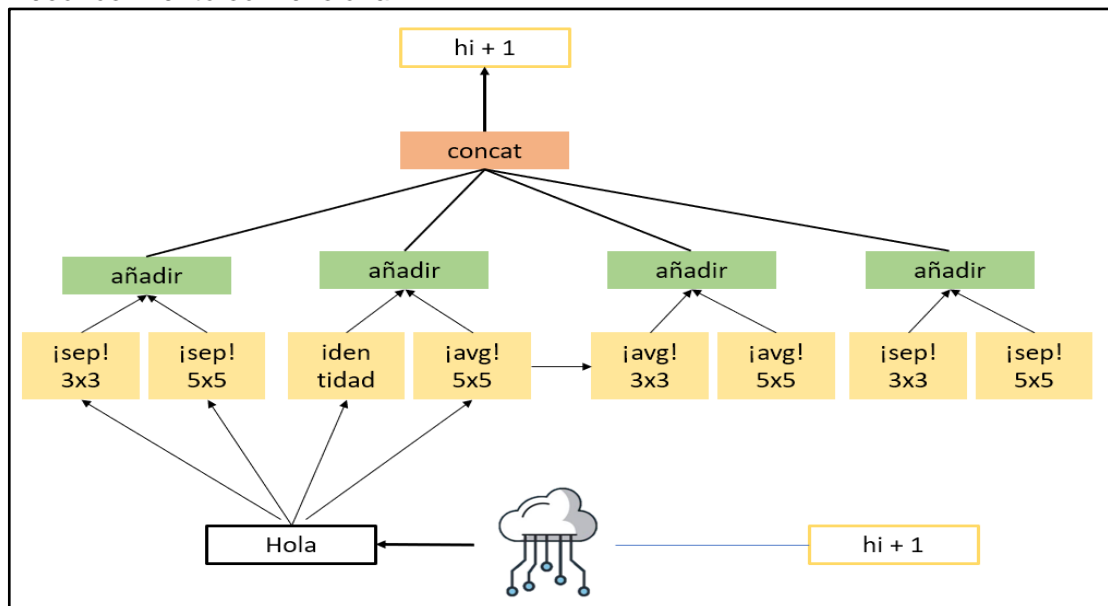 hi + 1
concat
añadir
añadir
añadir
añadir
¡sep!
3x3
¡sep!
5x5
iden
tidad
¡avg!
5x5
¡avg!
3x3
¡avg!
5x5
¡sep!
3x3
¡sep!
5x5
Hola
hi + 1